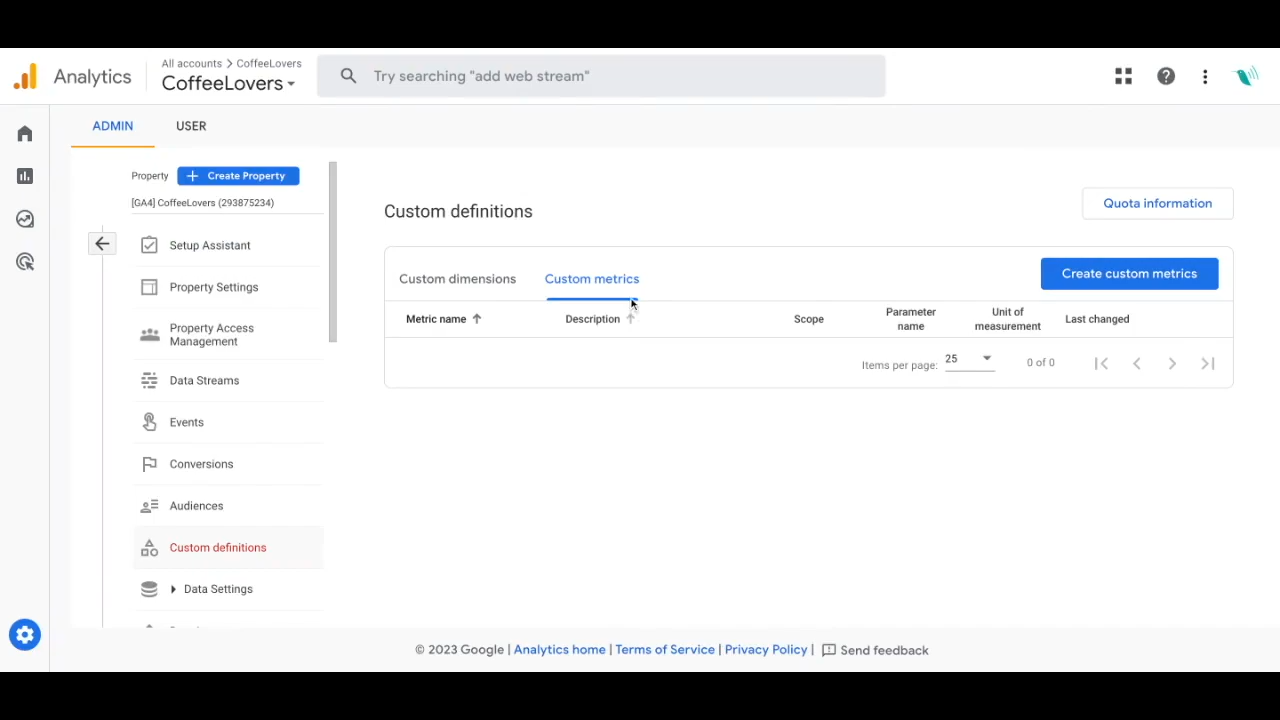 Analytics
All accounts > CoffeeLovers
CoffeeLovers
Try searching "add web stream"
ADMIN
USER
Property
Create Property
[GA4] CoffeeLovers (293875234)
Setup Assistant
Property Settings
Property Access
Management
Data Streams
Events
Conversions
Audiences
Custom definitions
Data Settings
Custom definitions
Quota information
Custom dimensions
Custom metrics
Create custom metrics
Metric name
Description
Scope
Parameter
name
Unit of
measurement
Last changed
Items per page:
25
0 of 0
© 2023 Google | Analytics home | Terms of Service | Privacy Policy |
Send feedback